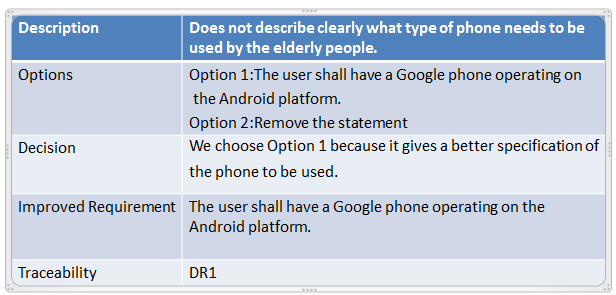 Description
Does not describe clearly what type of phone needs to be
used by the elderly people.
Options
Option 1:The user shall have a Google phone operating on
the Android platform.
Option 2:Remove the statement
Decision
We choose Option 1 because it gives a better specification of
the phone to be used.
Improved Requirement
The user shall have a Google phone operating on the
Android platform.
Traceability
DR1